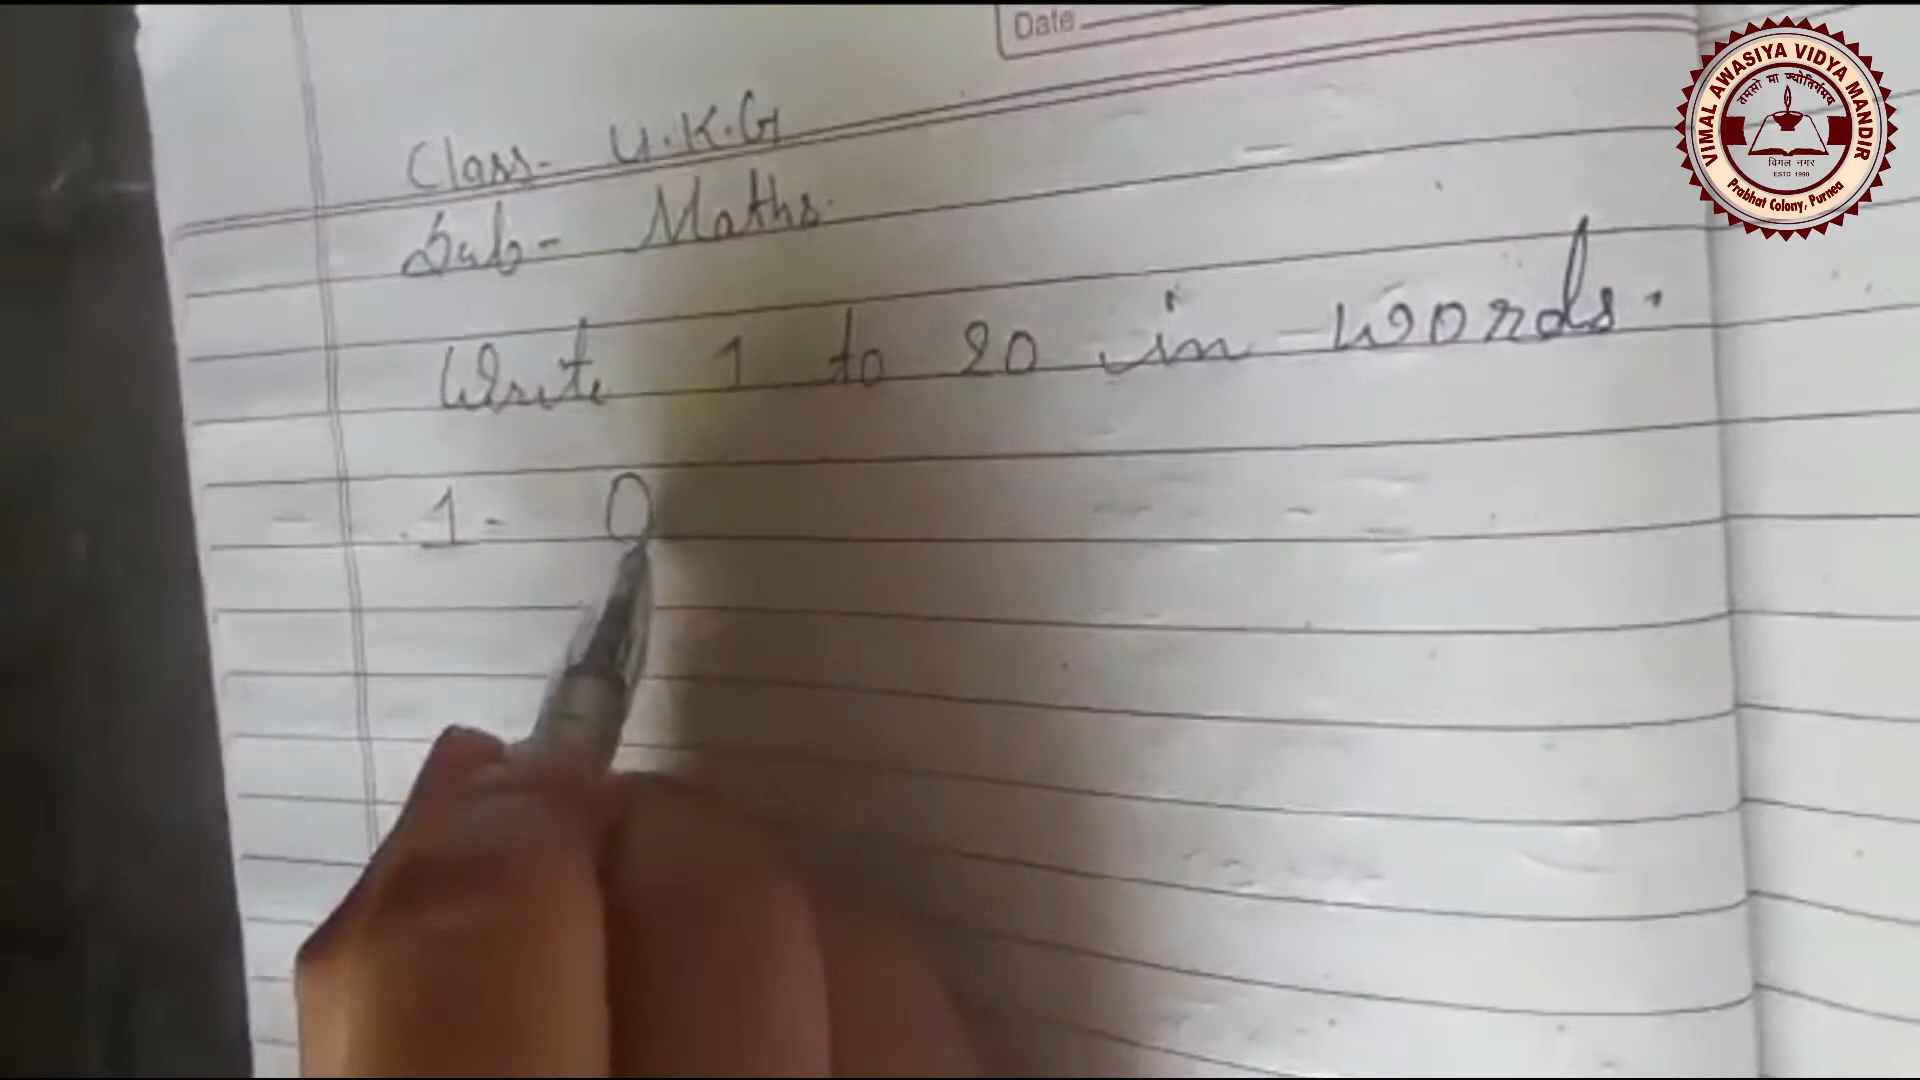 Date
Class- U.K.G
Sub- Maths.
Write 1 to 20 in words.
1- O
VIMAL AWASIYA VIDYA MANDIR
तमसो मा ज्योतिर्गमय
विमल नगर
ESTD 1990
Prabhat Colony, Purnea